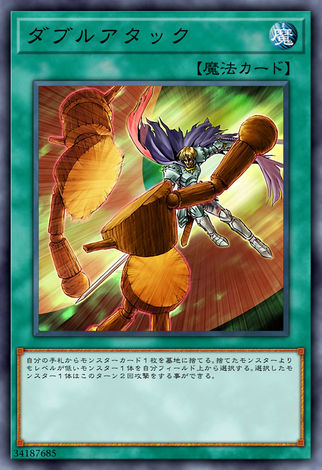 ダブルアタック
魔
【魔法カード】
自分の手札からモンスターカード１枚を墓地に捨てる。捨てたモンスターより
もレベルが低いモンスター１体を自分フィールド上から選択する。選択したモ
ンスター１体はこのターン２回攻撃をする事ができる。
34187685